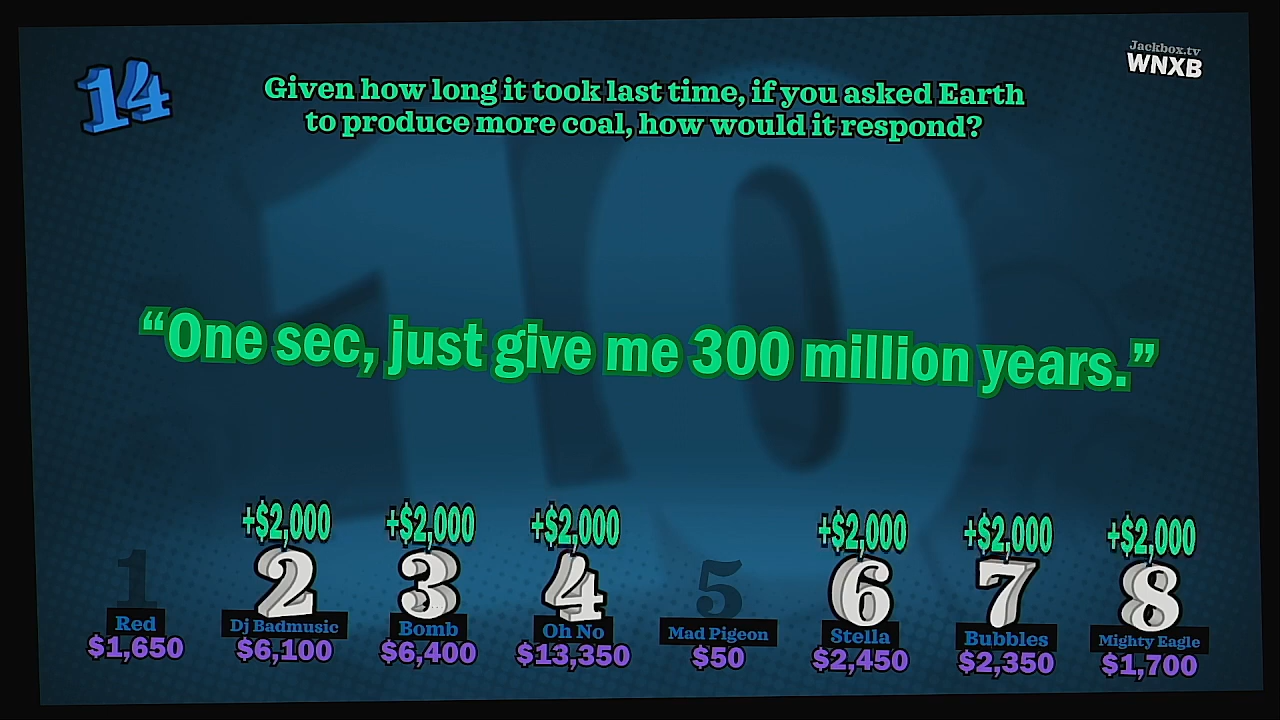 14
Jackbox.tv
WNXB
Given how long it took last time, if you asked Earth
to produce more coal, how would it respond?
10
“One sec, just give me 300 million years.”
+$2,000 +$2,000 +$2,000 +$2,000 +$2,000 +$2,000
1 2 3 4 5 6 7 8
Red Dj Badmusic Bomb Oh No Mad Pigeon Stella Bubbles Mighty Eagle
$1,650 $6,100 $6,400 $13,350 $50 $2,450 $2,350 $1,700